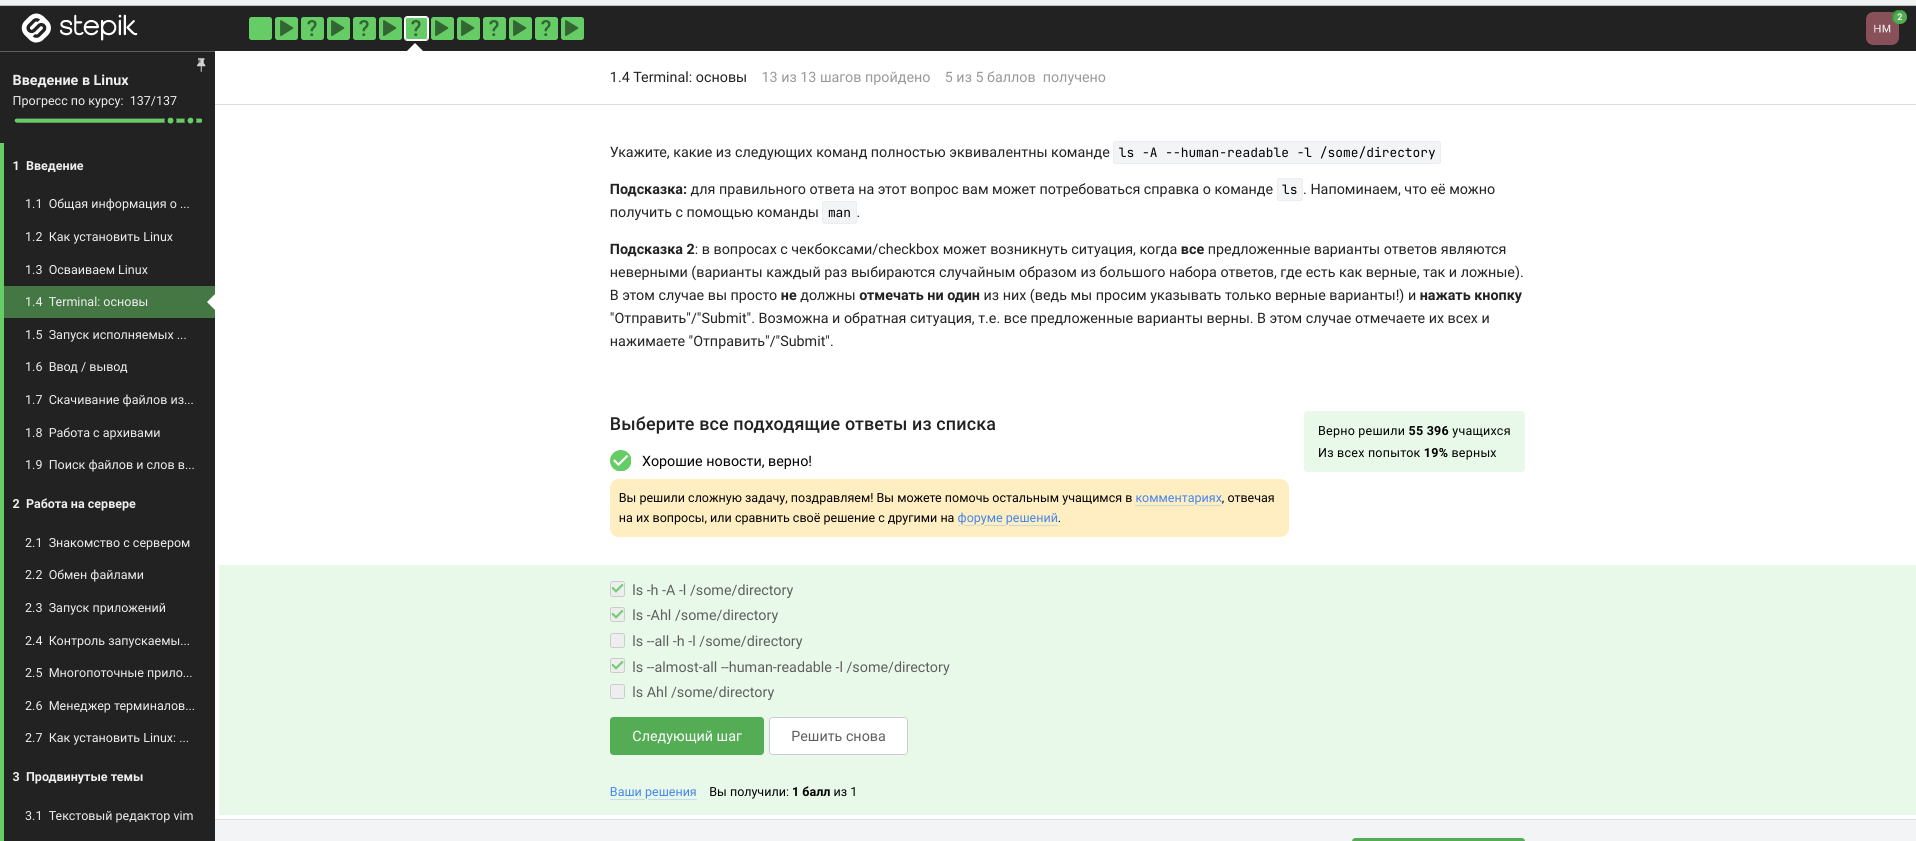 stepik
? ? ? ? ?
НМ
2
Введение в Linux
Прогресс по курсу: 137/137
1 Введение
1.1 Общая информация о ...
1.2 Как установить Linux
1.3 Осваиваем Linux
1.4 Terminal: основы
1.5 Запуск исполняемых ...
1.6 Ввод / вывод
1.7 Скачивание файлов из...
1.8 Работа с архивами
1.9 Поиск файлов и слов в...
2 Работа на сервере
2.1 Знакомство с сервером
2.2 Обмен файлами
2.3 Запуск приложений
2.4 Контроль запускаемы...
2.5 Многопоточные прило...
2.6 Менеджер терминалов...
2.7 Как установить Linux: ...
3 Продвинутые темы
3.1 Текстовый редактор vim
1.4 Terminal: основы 13 из 13 шагов пройдено 5 из 5 баллов получено
Укажите, какие из следующих команд полностью эквивалентны команде ls -A --human-readable -l /some/directory
Подсказка: для правильного ответа на этот вопрос вам может потребоваться справка о команде ls. Напоминаем, что её можно
получить с помощью команды man.
Подсказка 2: в вопросах с чекбоксами/checkbox может возникнуть ситуация, когда все предложенные варианты ответов являются
неверными (варианты каждый раз выбираются случайным образом из большого набора ответов, где есть как верные, так и ложные).
В этом случае вы просто не должны отмечать ни один из них (ведь мы просим указывать только верные варианты!) и нажать кнопку
"Отправить"/"Submit". Возможна и обратная ситуация, т.е. все предложенные варианты верны. В этом случае отмечаете их всех и
нажимаете "Отправить"/"Submit".
Выберите все подходящие ответы из списка
Верно решили 55 396 учащихся
Из всех попыток 19% верных
Хорошие новости, верно!
Вы решили сложную задачу, поздравляем! Вы можете помочь остальным учащимся в комментариях, отвечая
на их вопросы, или сравнить своё решение с другими на форуме решений.
ls -h -A -l /some/directory
ls -Ahl /some/directory
ls --all -h -l /some/directory
ls --almost-all --human-readable -l /some/directory
ls Ahl /some/directory
Следующий шаг Решить снова
Ваши решения Вы получили: 1 балл из 1